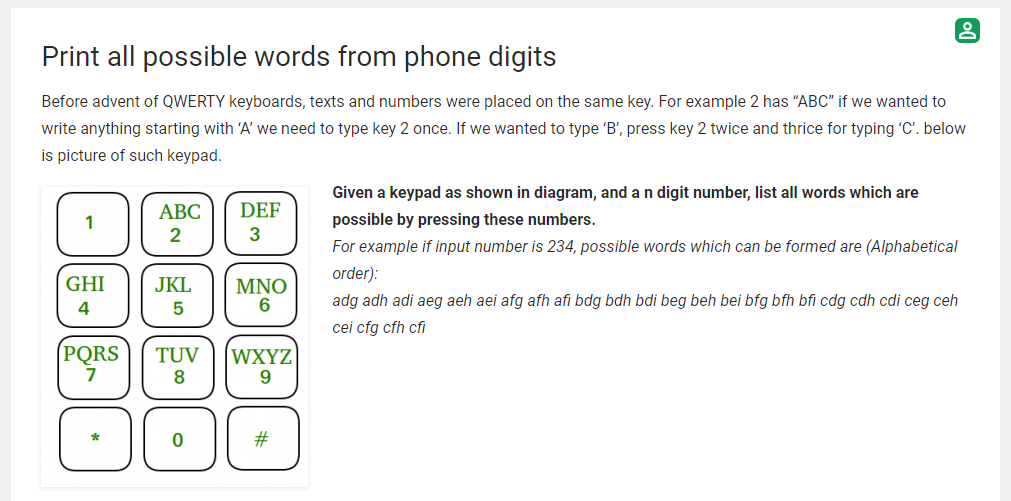 Print all possible words from phone digits
Before advent of QWERTY keyboards, texts and numbers were placed on the same key. For example 2 has “ABC” if we wanted to
write anything starting with ‘A’ we need to type key 2 once. If we wanted to type ‘B’, press key 2 twice and thrice for typing ‘C’. below
is picture of such keypad.
1
ABC
2
DEF
3
GHI
4
JKL
5
MNO
6
PQRS
7
TUV
8
WXYZ
9
*
0
#
Given a keypad as shown in diagram, and a n digit number, list all words which are
possible by pressing these numbers.
For example if input number is 234, possible words which can be formed are (Alphabetical
order):
adg adh adi aeg aeh aei afg afh afi bdg bdh bdi beg beh bei bfg bfh bfi cdg cdh cdi ceg ceh
cei cfg cfh cfi